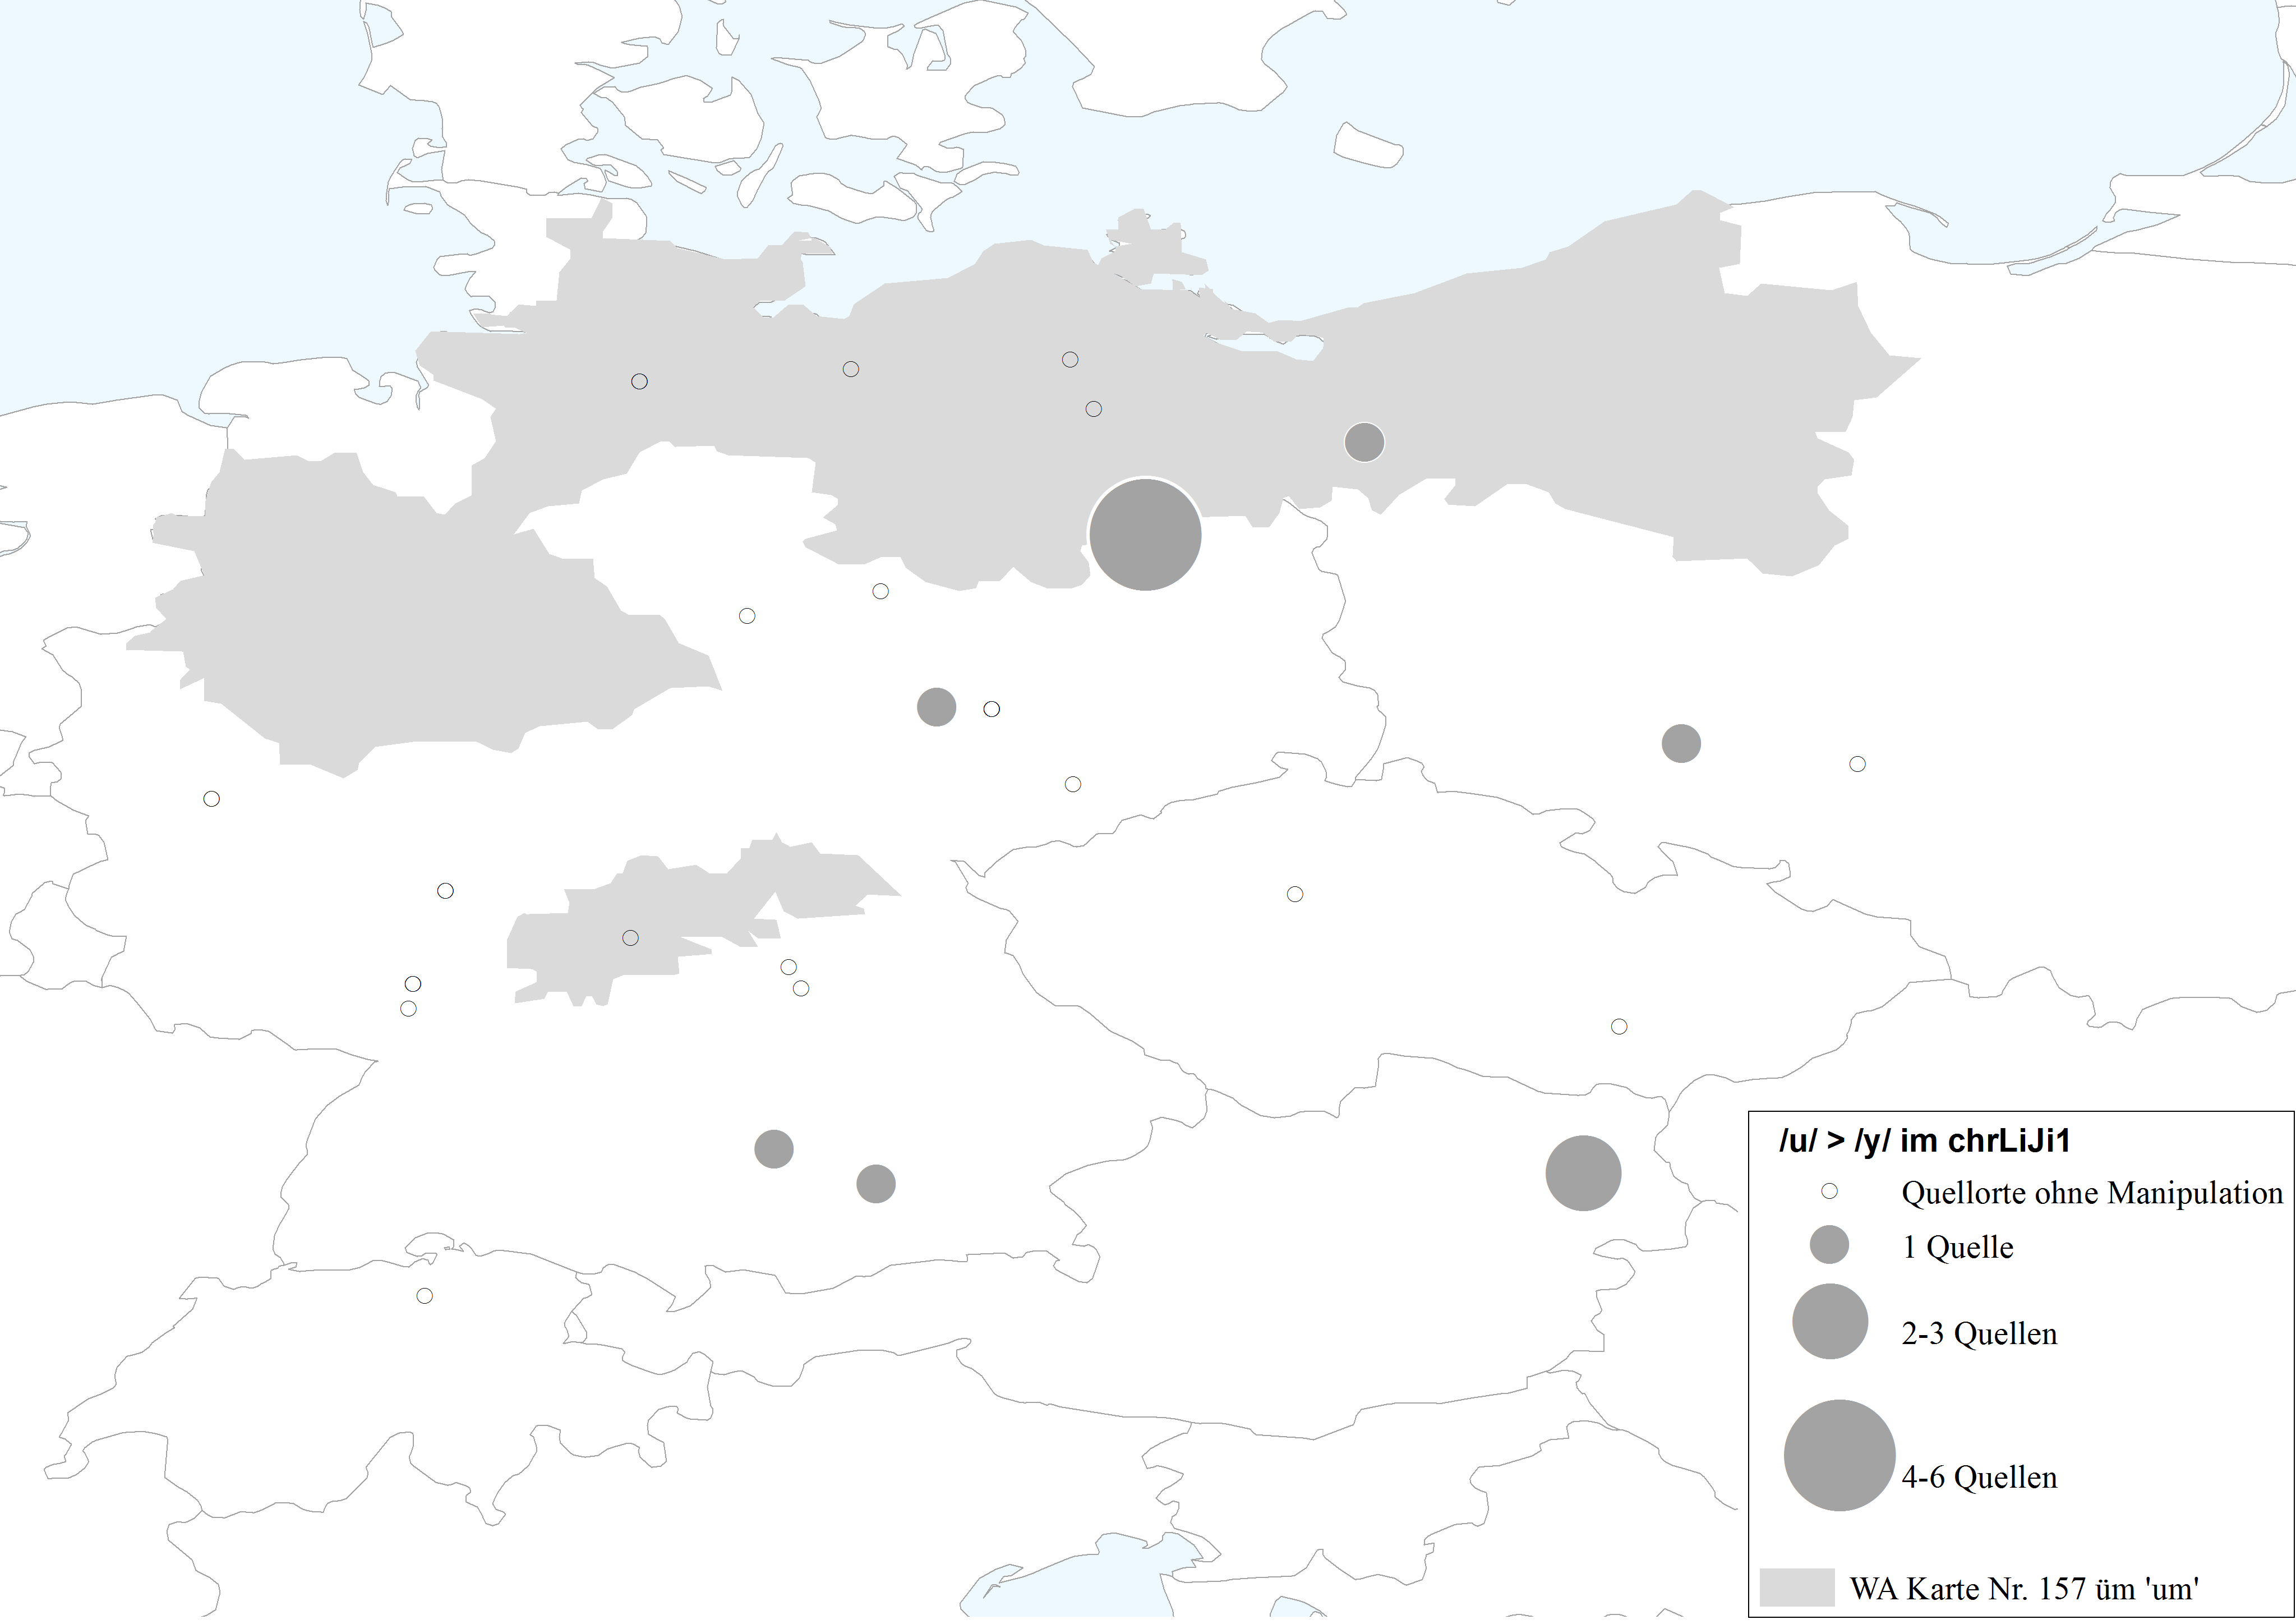 /u/ > /y/ im chrLiJi1
Quellorte ohne Manipulation
1 Quelle
2-3 Quellen
4-6 Quellen
WA Karte Nr. 157 üm 'um'